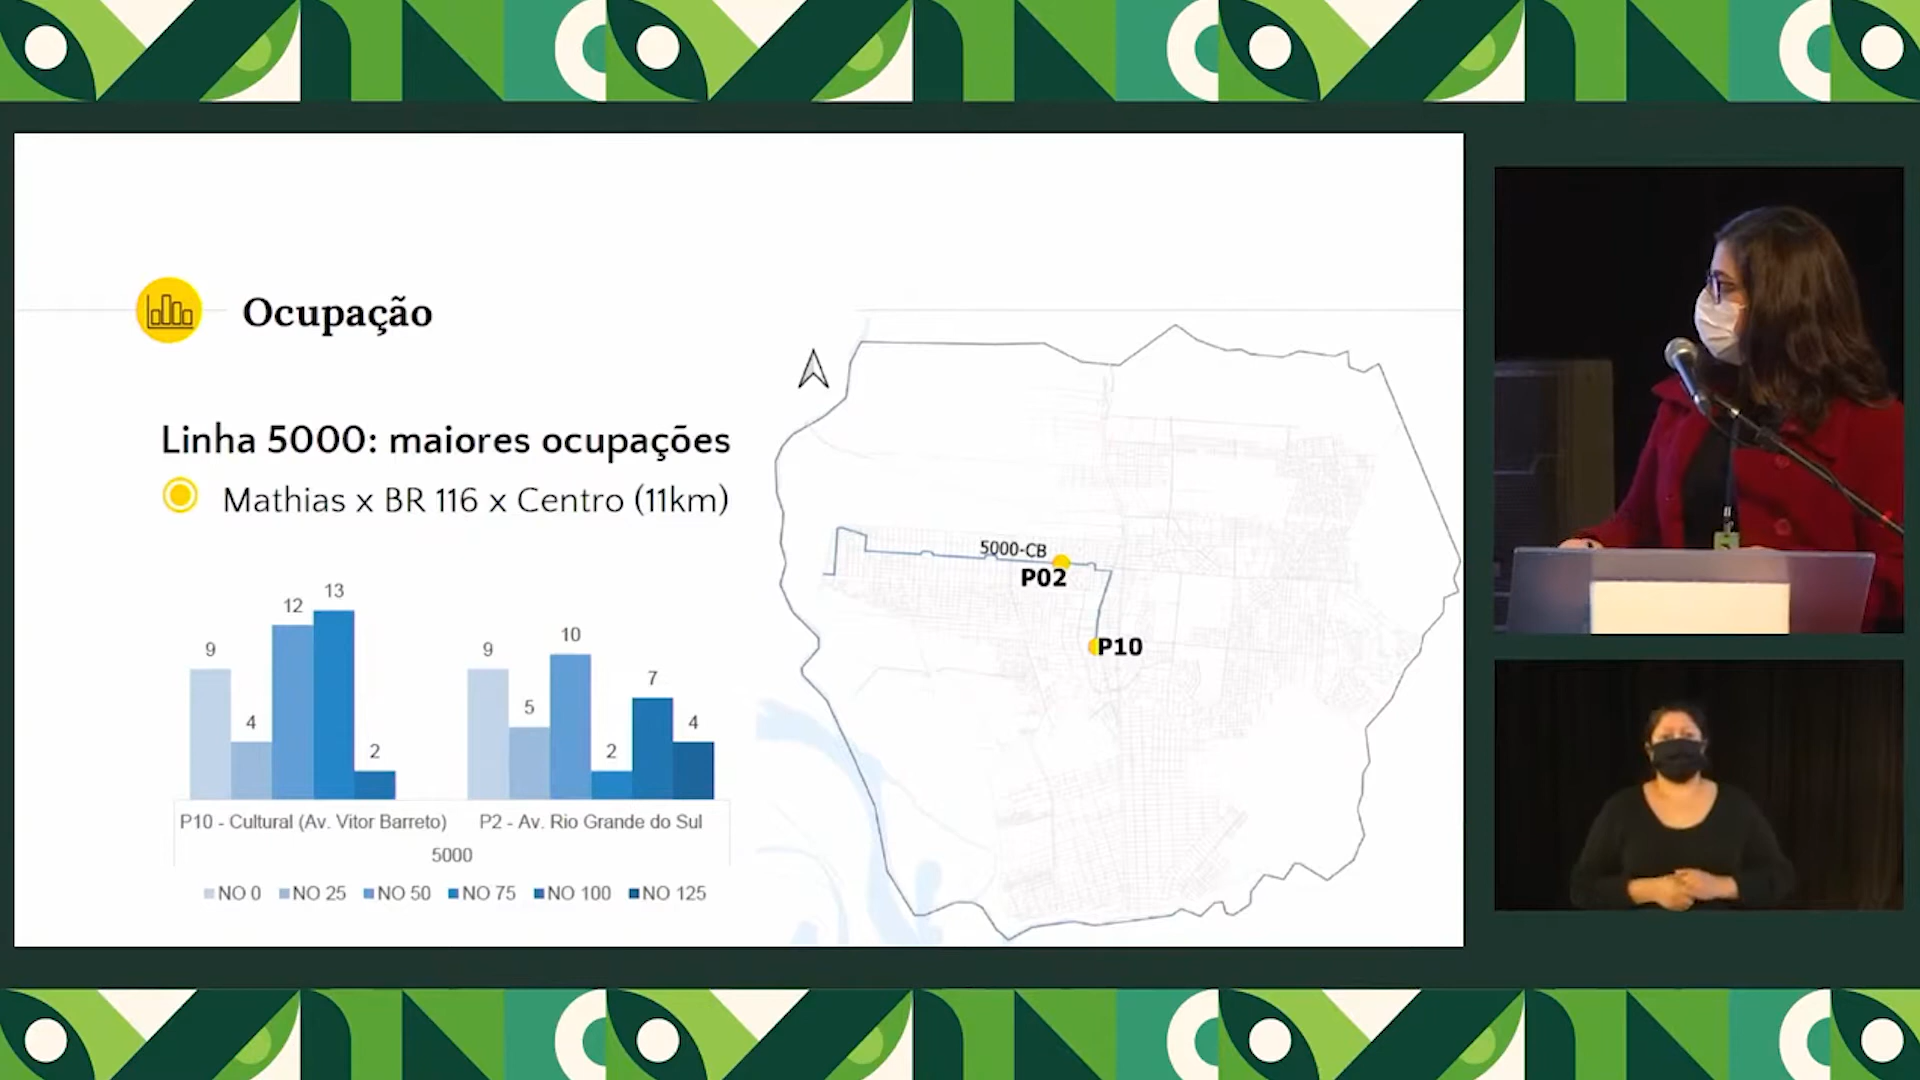 Ocupação
Linha 5000: maiores ocupações
Mathias x BR 116 x Centro (11km)
9
4
12
13
2
9
5
10
2
7
4
P10 - Cultural (Av. Vitor Barreto)
P2 - Av. Rio Grande do Sul
5000
NO 0 NO 25 NO 50 NO 75 NO 100 NO 125
5000-CB
P02
P10